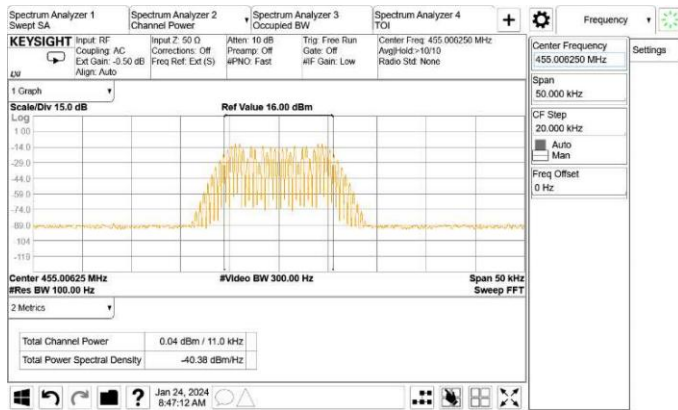 Spectrum Analyzer 1
Swept SA
Spectrum Analyzer 2
Channel Power
Spectrum Analyzer 3
Occupied BW
Spectrum Analyzer 4
TOI
+
Frequency
KEYSIGHT
Input: RF
Coupling: AC
Ext Gain: -0.50 dB
Align: Auto
Input Z: 50 Ω
Corrections: Off
Freq Ref: Ext (S)
Atten: 10 dB
Preamp: Off
#PNO: Fast
Trig: Free Run
Gate: Off
#IF Gain: Low
Center Freq: 455.006250 MHz
Avg|Hold:>10/10
Radio Std: None
1 Graph
Scale/Div 15.0 dB
Ref Value 16.00 dBm
Log
1.00
-14.0
-29.0
-44.0
-59.0
-74.0
-89.0
-104
-119
Center 455.00625 MHz
#Video BW 300.00 Hz
Span 50 kHz
#Res BW 100.00 Hz
Sweep FFT
2 Metrics
Total Channel Power
0.04 dBm / 11.0 kHz
Total Power Spectral Density
-40.38 dBm/Hz
?
Jan 24, 2024
8:47:12 AM
Center Frequency
455.006250 MHz
Settings
Span
50.000 kHz
CF Step
20.000 kHz
Auto
Man
Freq Offset
0 Hz